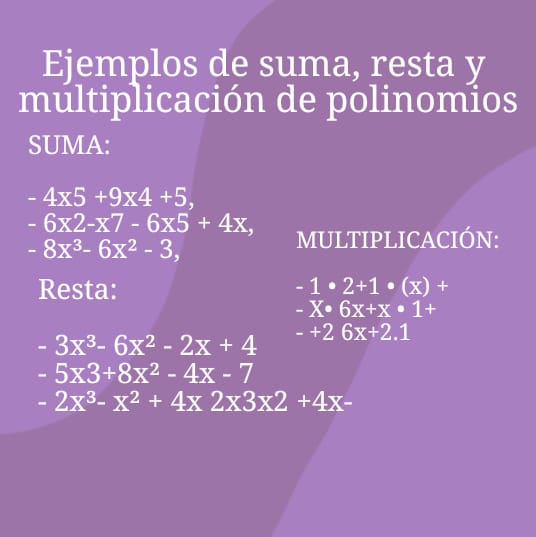 Ejemplos de suma, resta y
multiplicación de polinomios
SUMA:
- 4x5 +9x4 +5,
- 6x2-x7 - 6x5 + 4x,
- 8x³- 6x² - 3,
Resta:
- 3x³- 6x² - 2x + 4
- 5x3+8x² - 4x - 7
- 2x³- x² + 4x 2x3x2 +4x-
MULTIPLICACIÓN:
- 1 • 2+1 • (x) +
- X• 6x+x • 1+
- +2 6x+2.1